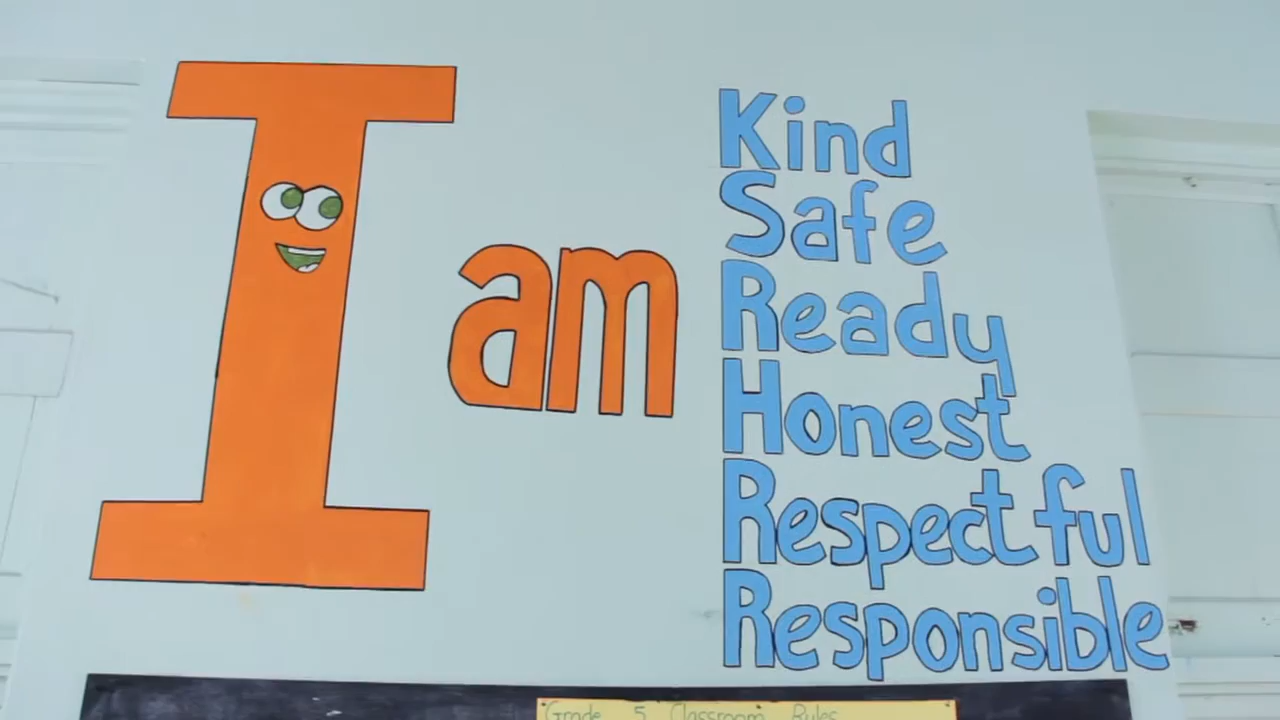 I am
Kind
Safe
Ready
Honest
Respectful
Responsible
Grade 5 Classroom Rules